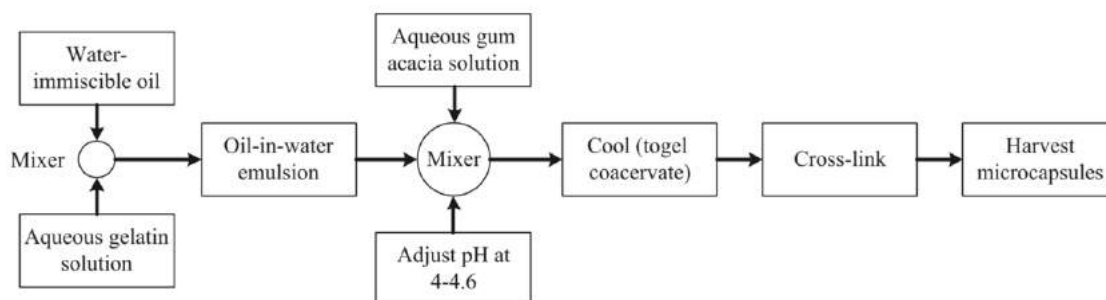 Water-
immiscible oil
Mixer
Aqueous gelatin
solution
Oil-in-water
emulsion
Aqueous gum
acacia solution
Mixer
Adjust pH at
4-4.6
Cool (togel
coacervate)
Cross-link
Harvest
microcapsules